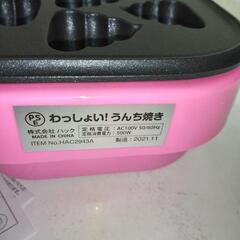 PS
E
わっしょい!うんち焼き
株式会社 ハック
MADE IN CHINA
定格電圧:AC100V 50/60Hz
定格消費電力:500W
ITEM No.HAC2943A
製造:2021.11